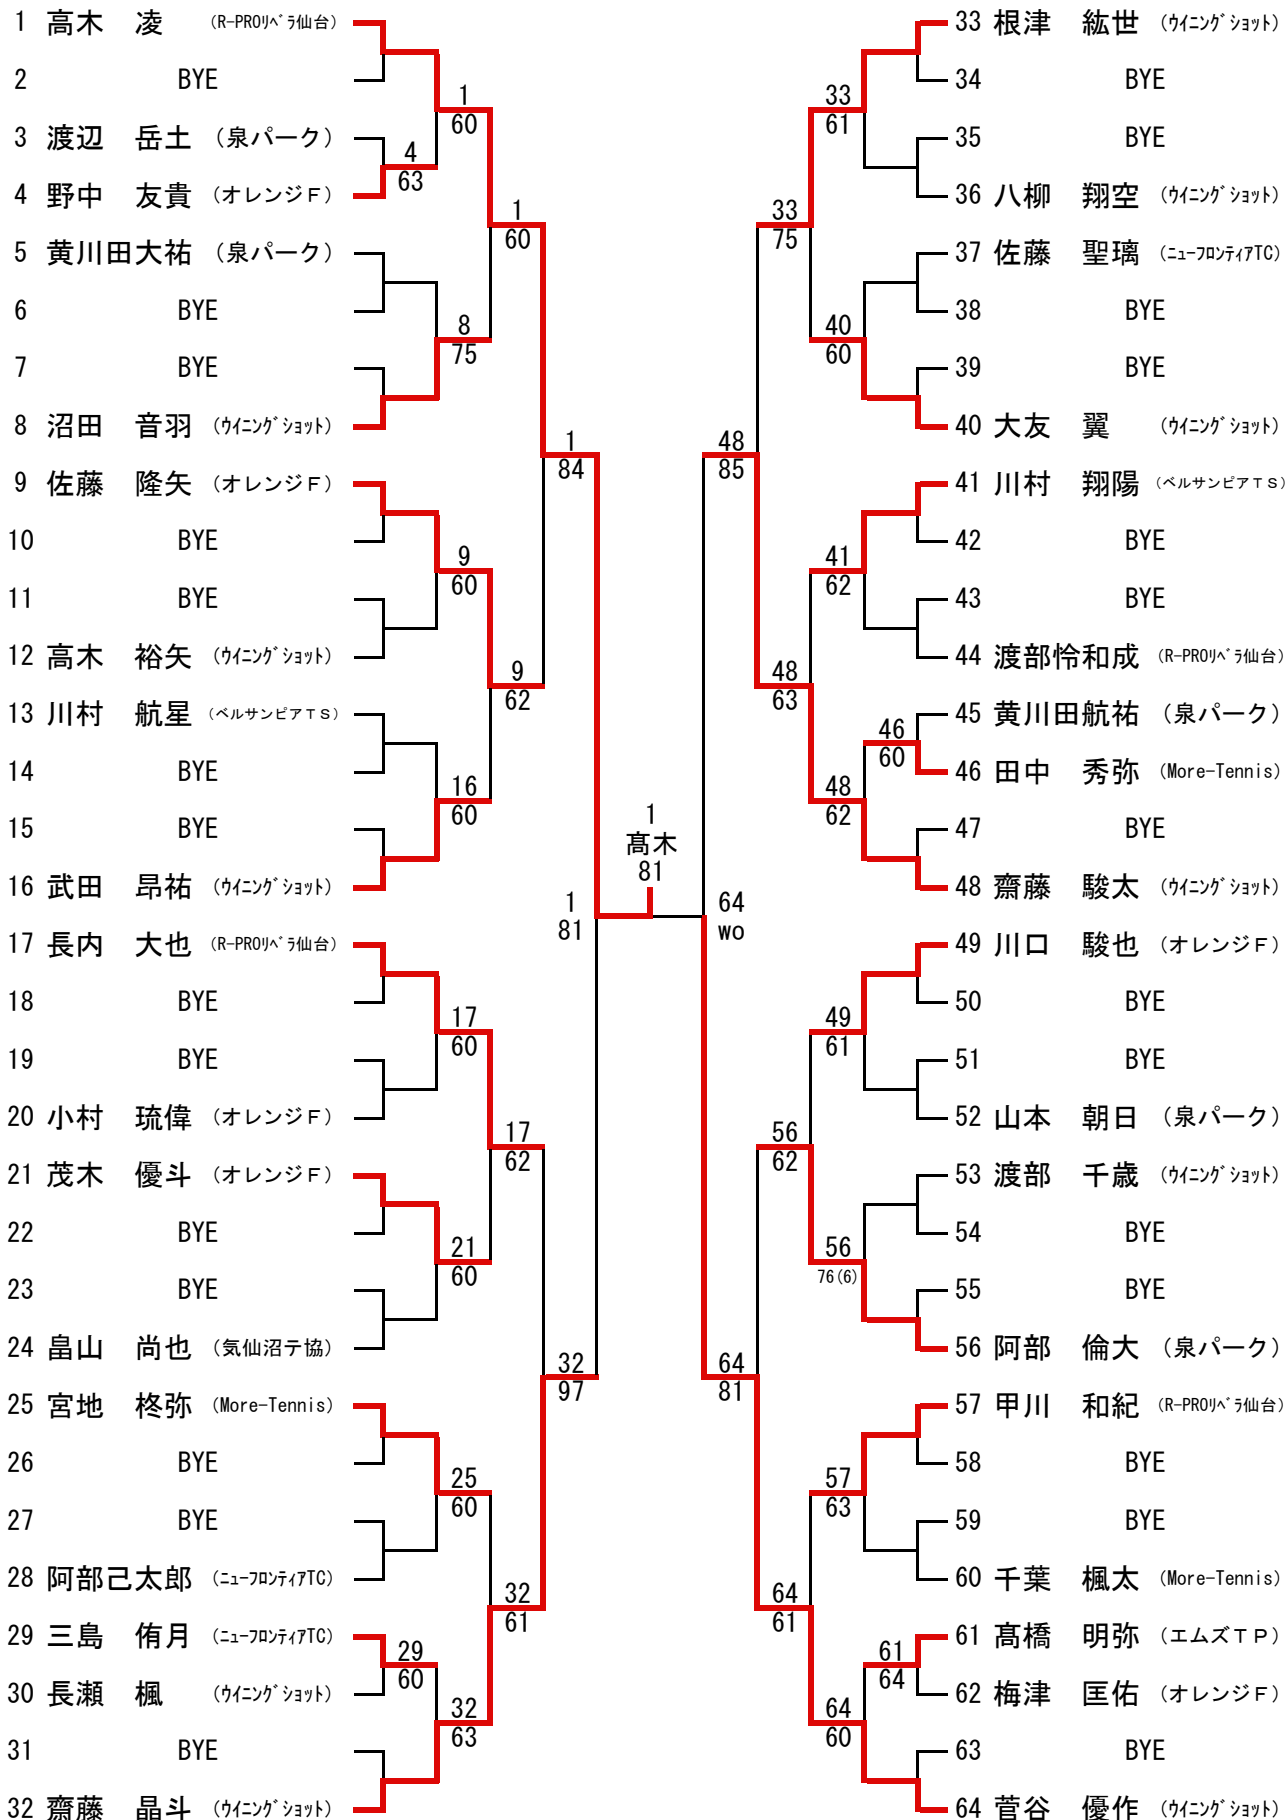 1 高木　凌 (R-PROﾘﾍﾞﾗ仙台)
2 BYE
3 渡辺　岳土 (泉パーク)
4 野中　友貴 (オレンジＦ)
5 黄川田大祐 (泉パーク)
6 BYE
7 BYE
8 沼田　音羽 (ｳｲﾆﾝｸﾞｼｮｯﾄ)
9 佐藤　隆矢 (オレンジＦ)
10 BYE
11 BYE
12 高木　裕矢 (ｳｲﾆﾝｸﾞｼｮｯﾄ)
13 川村　航星 (ベルサンピアＴＳ)
14 BYE
15 BYE
16 武田　昂祐 (ｳｲﾆﾝｸﾞｼｮｯﾄ)
17 長内　大也 (R-PROﾘﾍﾞﾗ仙台)
18 BYE
19 BYE
20 小村　琉偉 (オレンジＦ)
21 茂木　優斗 (オレンジＦ)
22 BYE
23 BYE
24 畠山　尚也 (気仙沼テ協)
25 宮地　柊弥 (More-Tennis)
26 BYE
27 BYE
28 阿部己太郎 (ﾆｭｰﾌﾛﾝﾃｨｱTC)
29 三島　侑月 (ﾆｭｰﾌﾛﾝﾃｨｱTC)
30 長瀬　楓 (ｳｲﾆﾝｸﾞｼｮｯﾄ)
31 BYE
32 齋藤　晶斗 (ｳｲﾆﾝｸﾞｼｮｯﾄ)
4
63
29
60
1
60
8
75
9
60
16
60
17
60
21
60
25
60
32
63
1
60
9
62
17
62
32
61
1
84
32
97
1
81
1
髙木
81
64
wo
48
85
64
81
33
75
48
63
56
62
64
61
33
61
40
60
41
62
48
62
49
61
56
76(6)
57
63
64
60
46
60
61
64
33 根津　紘世 (ｳｲﾆﾝｸﾞｼｮｯﾄ)
34 BYE
35 BYE
36 八柳　翔空 (ｳｲﾆﾝｸﾞｼｮｯﾄ)
37 佐藤　聖璃 (ﾆｭｰﾌﾛﾝﾃｨｱTC)
38 BYE
39 BYE
40 大友　翼 (ｳｲﾆﾝｸﾞｼｮｯﾄ)
41 川村　翔陽 (ベルサンピアＴＳ)
42 BYE
43 BYE
44 渡部怜和成 (R-PROﾘﾍﾞﾗ仙台)
45 黄川田航祐 (泉パーク)
46 田中　秀弥 (More-Tennis)
47 BYE
48 齋藤　駿太 (ｳｲﾆﾝｸﾞｼｮｯﾄ)
49 川口　駿也 (オレンジＦ)
50 BYE
51 BYE
52 山本　朝日 (泉パーク)
53 渡部　千歳 (ｳｲﾆﾝｸﾞｼｮｯﾄ)
54 BYE
55 BYE
56 阿部　倫大 (泉パーク)
57 甲川　和紀 (R-PROﾘﾍﾞﾗ仙台)
58 BYE
59 BYE
60 千葉　楓太 (More-Tennis)
61 髙橋　明弥 (エムズＴＰ)
62 梅津　匡佑 (オレンジＦ)
63 BYE
64 菅谷　優作 (ｳｲﾆﾝｸﾞｼｮｯﾄ)